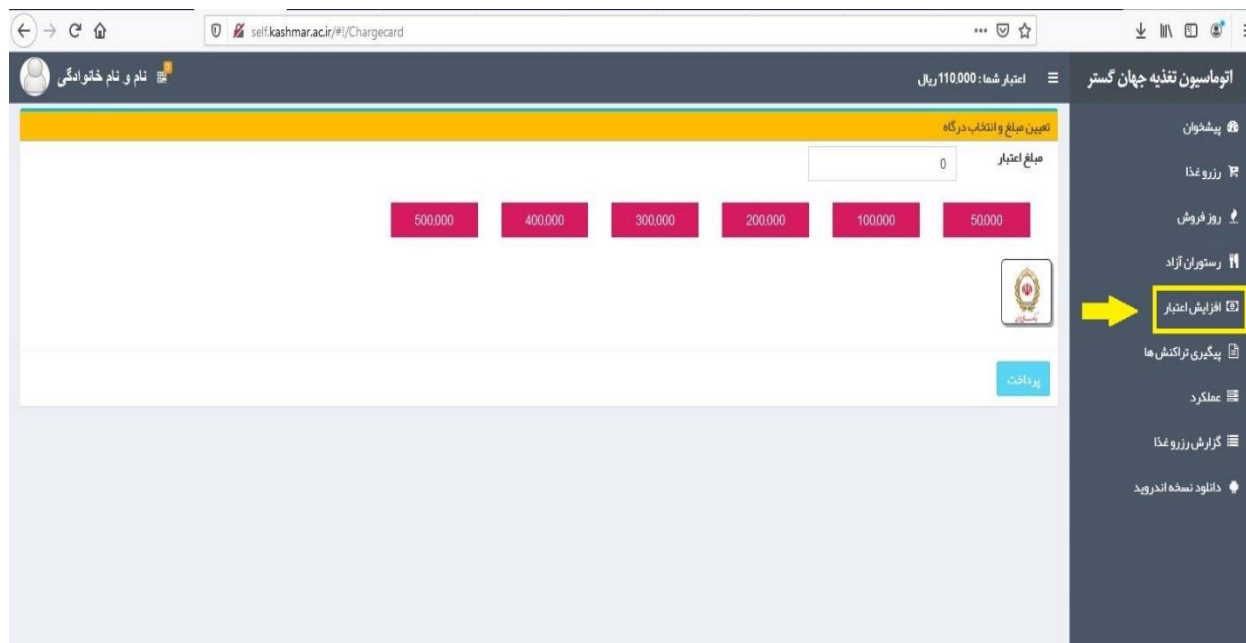 self.kashmar.ac.ir/#!/Chargecard
اتوماسیون تغذیه جهان گستر
اعتبار شما : 110,000 ریال
0
نام و نام خانوادگی
پیشخوان
رزرو غذا
روز فروش
رستوران آزاد
افزایش اعتبار
پیگیری تراکنش ها
عملکرد
گزارش رزرو غذا
دانلود نسخه اندروید
تعیین مبلغ و انتخاب درگاه
مبلغ اعتبار
0
50,000 100,000 200,000 300,000 400,000 500,000
پرداخت